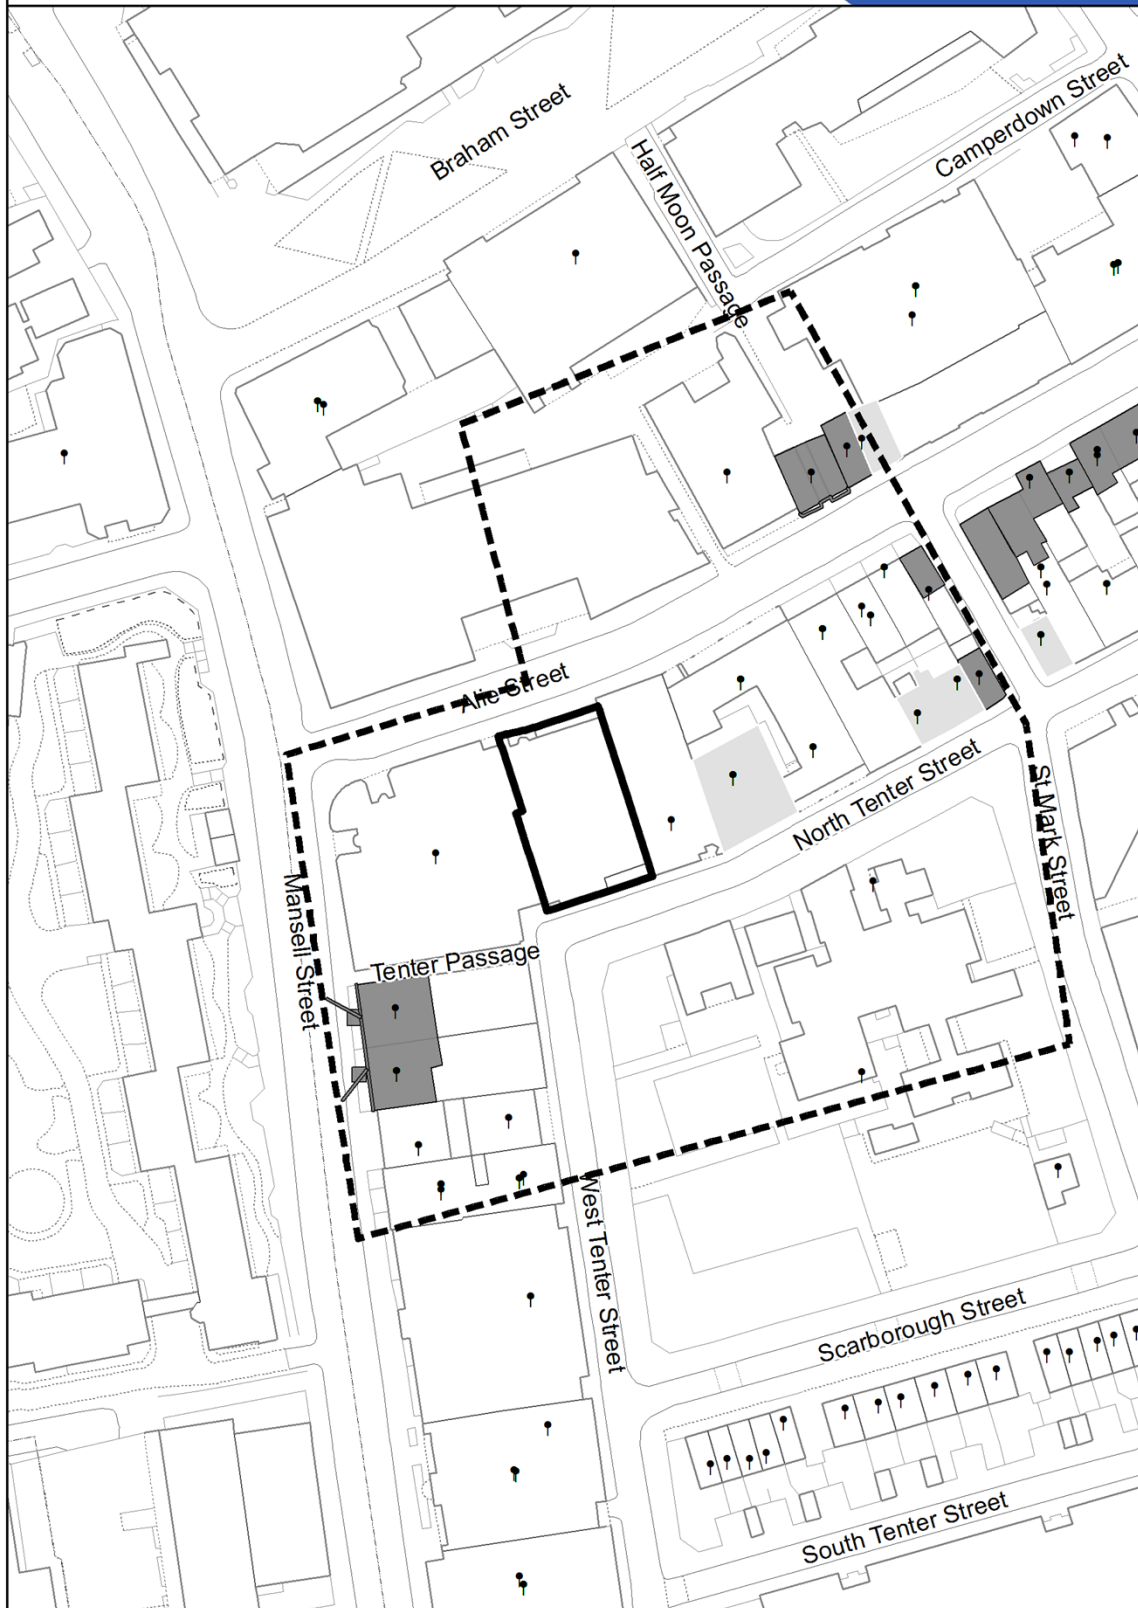 Braham Street
Half Moon Passage
Camperdown Street
Alie Street
North Tenter Street
St Mark Street
Mansell Street
Tenter Passage
West Tenter Street
Scarborough Street
South Tenter Street